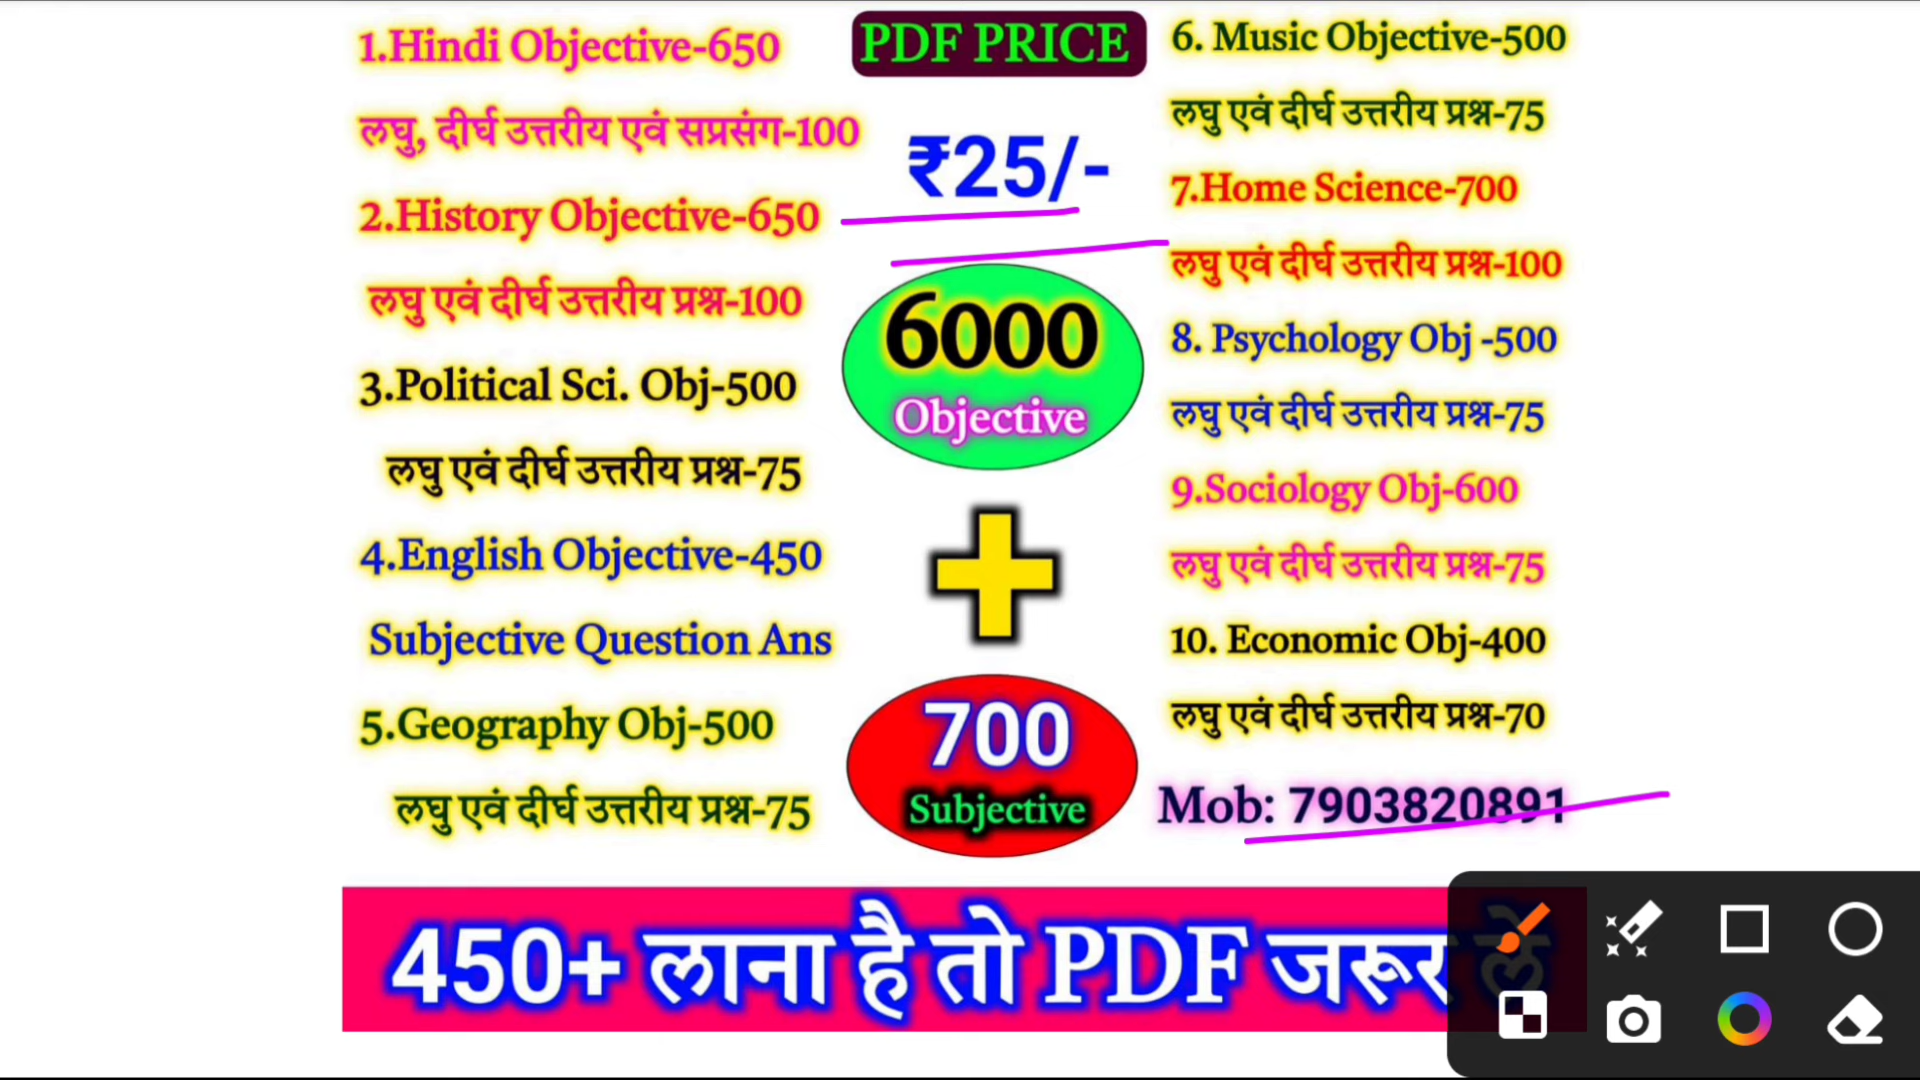 1.Hindi Objective-650
लघु, दीर्घ उत्तरीय एवं सप्रसंग-100
2.History Objective-650
लघु एवं दीर्घ उत्तरीय प्रश्न-100
3.Political Sci. Obj-500
लघु एवं दीर्घ उत्तरीय प्रश्न-75
4.English Objective-450
Subjective Question Ans
5.Geography Obj-500
लघु एवं दीर्घ उत्तरीय प्रश्न-75
PDF PRICE
₹25/-
6000
Objective
700
Subjective
6. Music Objective-500
लघु एवं दीर्घ उत्तरीय प्रश्न-75
7.Home Science-700
लघु एवं दीर्घ उत्तरीय प्रश्न-100
8. Psychology Obj -500
लघु एवं दीर्घ उत्तरीय प्रश्न-75
9.Sociology Obj-600
लघु एवं दीर्घ उत्तरीय प्रश्न-75
10. Economic Obj-400
लघु एवं दीर्घ उत्तरीय प्रश्न-70
Mob: 7903820891
450+ लाना है तो PDF जरूर लें